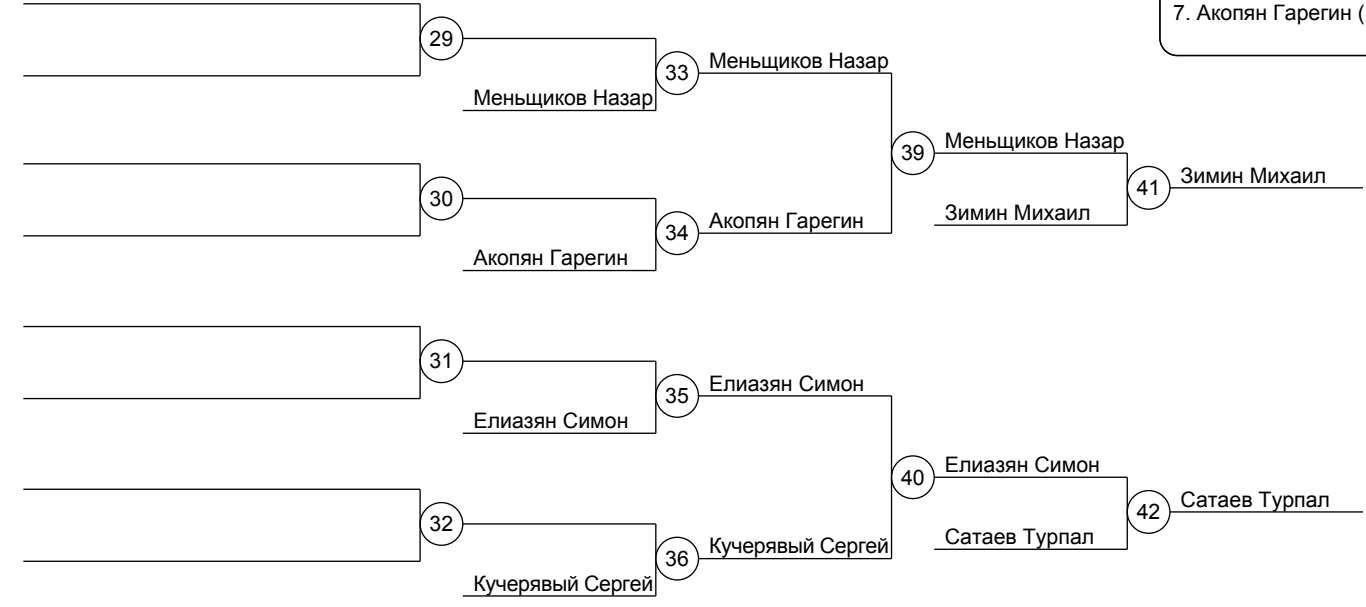 7. Акопян Гарегин (
29
33
Меньщиков Назар
Меньщиков Назар
39
Меньщиков Назар
30
41
Зимин Михаил
34
Акопян Гарегин
Зимин Михаил
Акопян Гарегин
31
35
Елиазян Симон
Елиазян Симон
40
Елиазян Симон
32
42
Сатаев Турпал
36
Кучерявый Сергей
Сатаев Турпал
Кучерявый Сергей